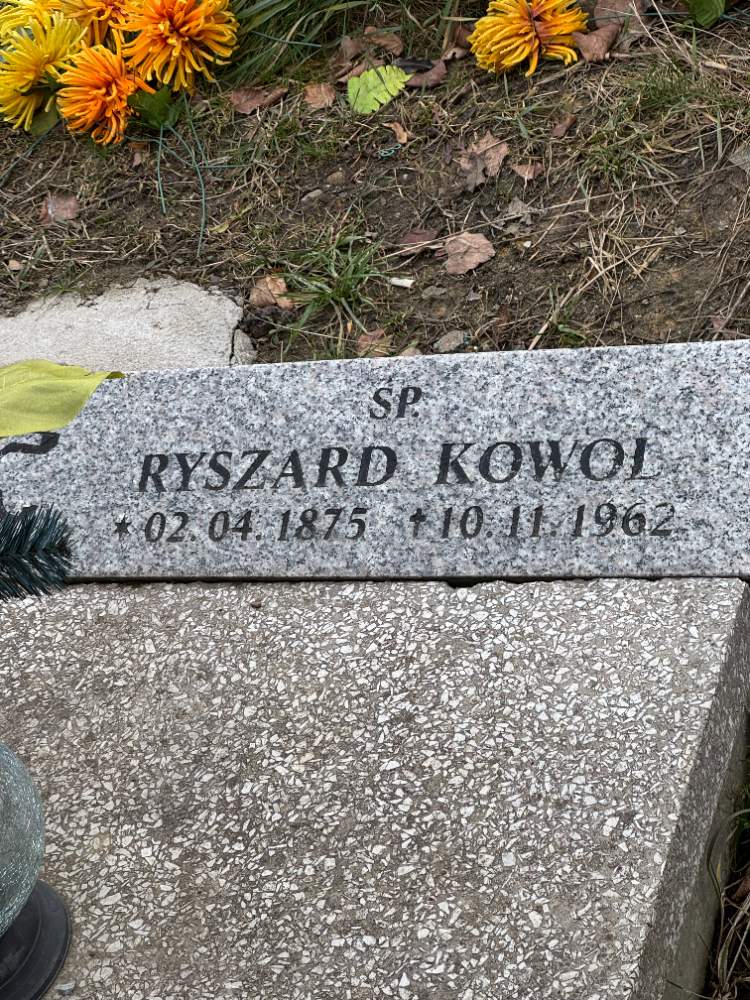 SP.
RYSZARD KOWOL
* 02.04.1875 † 10.11.1962